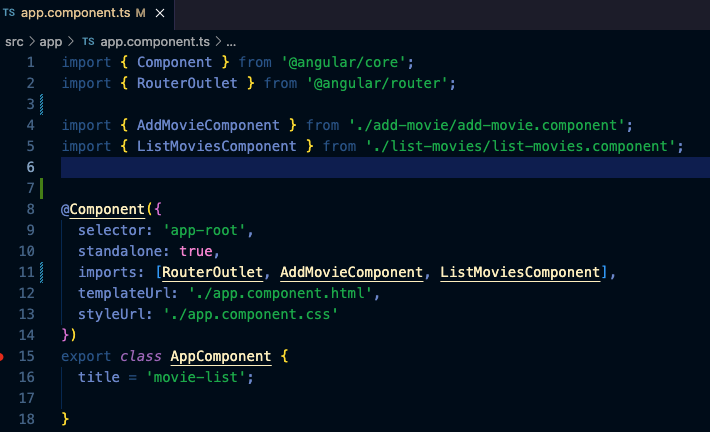 TS app.component.ts M ×
src > app > TS app.component.ts > ...
1 import { Component } from '@angular/core';
2 import { RouterOutlet } from '@angular/router';
3
4 import { AddMovieComponent } from './add-movie/add-movie.component';
5 import { ListMoviesComponent } from './list-movies/list-movies.component';
6
7
8 @Component({
9   selector: 'app-root',
10   standalone: true,
11   imports: [RouterOutlet, AddMovieComponent, ListMoviesComponent],
12   templateUrl: './app.component.html',
13   styleUrl: './app.component.css'
14 })
15 export class AppComponent {
16   title = 'movie-list';
17
18 }